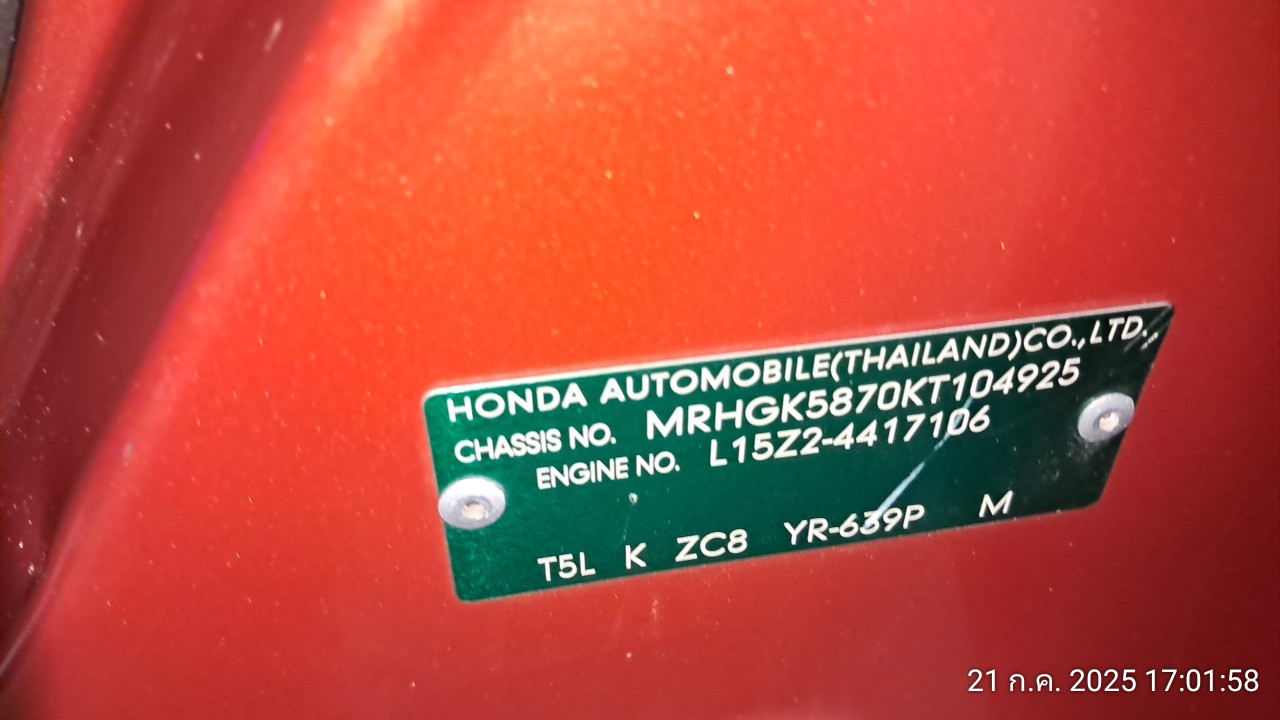 HONDA AUTOMOBILE(THAILAND)CO.,LTD.
CHASSIS NO. MRHGK5870KT104925
ENGINE NO. L15Z2-4417106
T5L K ZC8 YR-639P M
21 ก.ค. 2025 17:01:58